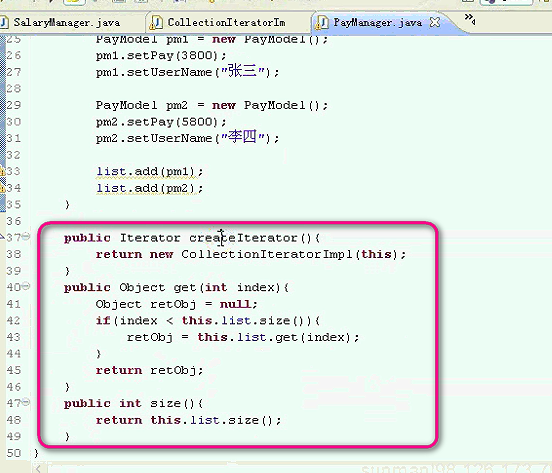 SalaryManager.java
CollectionIteratorIm
PayManager.java
25 PayModel pm1 = new PayModel();
26 pm1.setPay(3800);
27 pm1.setUserName("张三");
28
29 PayModel pm2 = new PayModel();
30 pm2.setPay(5800);
31 pm2.setUserName("李四");
32
33 list.add(pm1);
34 list.add(pm2);
35 }
36
37 public Iterator createIterator(){
38 return new CollectionIteratorImpl(this);
39 }
40 public Object get(int index){
41 Object retObj = null;
42 if(index < this.list.size()){
43 retObj = this.list.get(index);
44 }
45 return retObj;
46 }
47 public int size(){
48 return this.list.size();
49 }
50 }